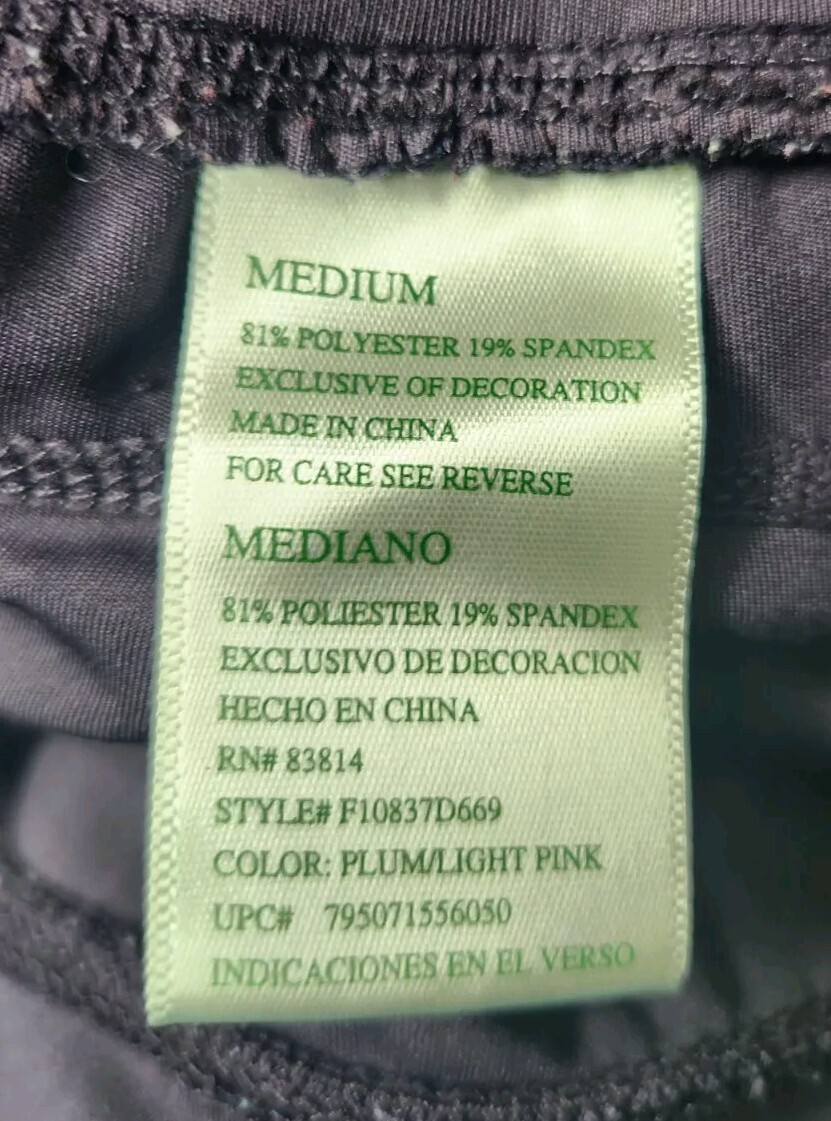 MEDIUM
81% POLYESTER 19% SPANDEX
EXCLUSIVE OF DECORATION
MADE IN CHINA
FOR CARE SEE REVERSE
MEDIANO
81% POLIESTER 19% SPANDEX
EXCLUSIVO DE DECORACION
HECHO EN CHINA
RN# 83814
STYLE# F10837D669
COLOR: PLUM/LIGHT PINK
UPC# 795071556050
INDICACIONES EN EL VERSO